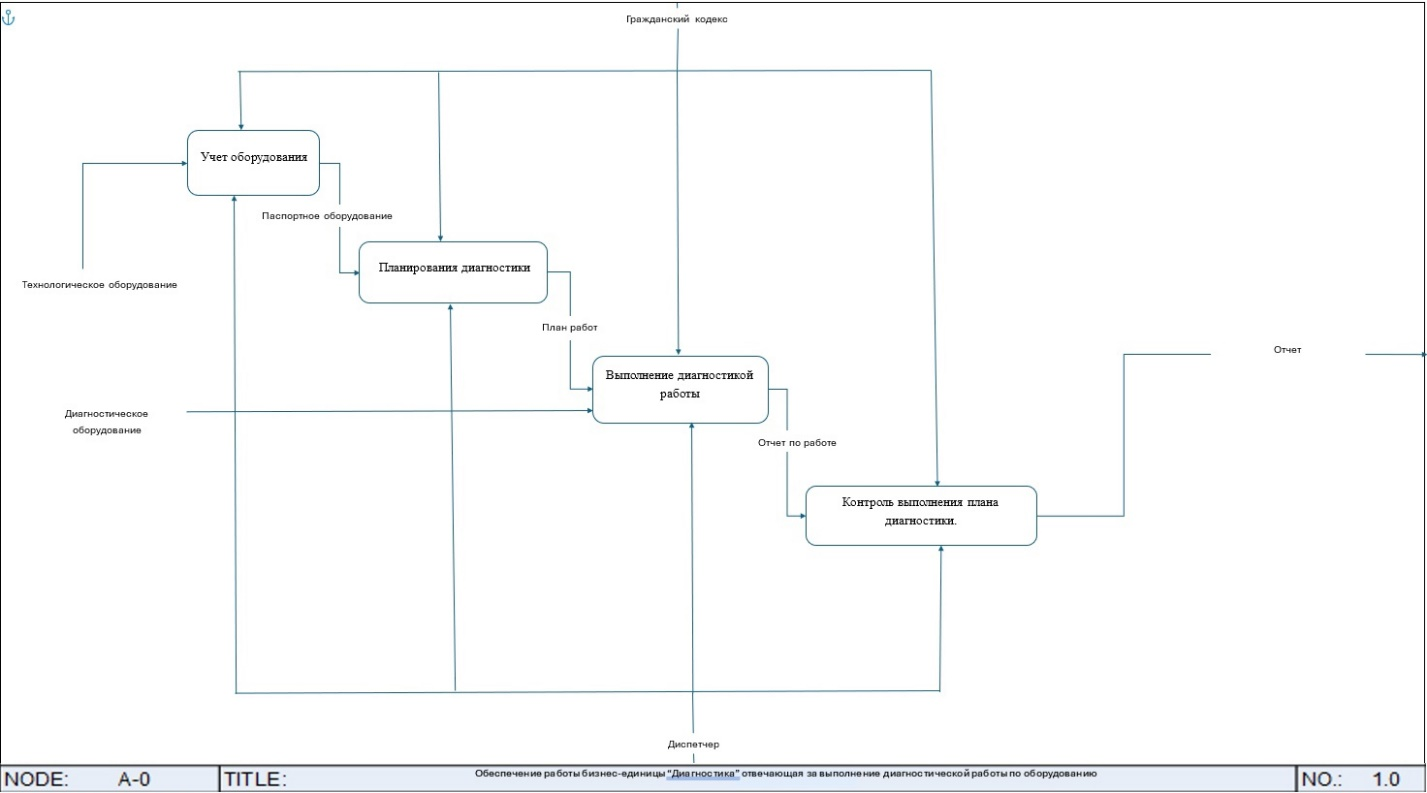 Гражданский кодекс
Учет оборудования
Паспортное оборудование
Планирования диагностики
Технологическое оборудование
План работ
Отчет
Выполнение диагностикой
работы
Диагностическое
оборудование
Отчет по работе
Контроль выполнения плана
диагностики.
Диспетчер
NODE: A-0 TITLE: Обеспечение работы бизнес-единицы “Диагностика” отвечающая за выполнение диагностической работы по оборудованию NO.: 1.0